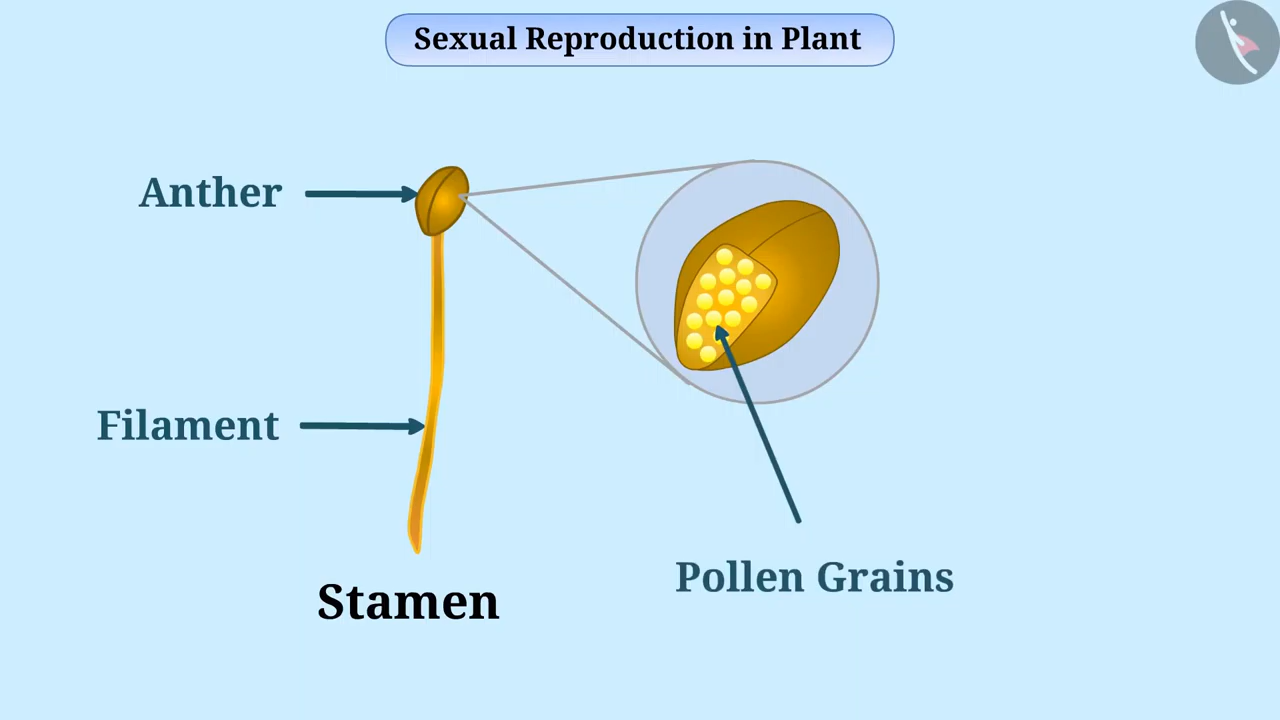 Sexual Reproduction in Plant
Anther
Filament
Stamen
Pollen Grains